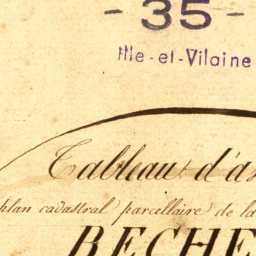 - 35 -
Ille-et-Vilaine
Tableau d'as
plan cadastral parcellaire de la
BECHE